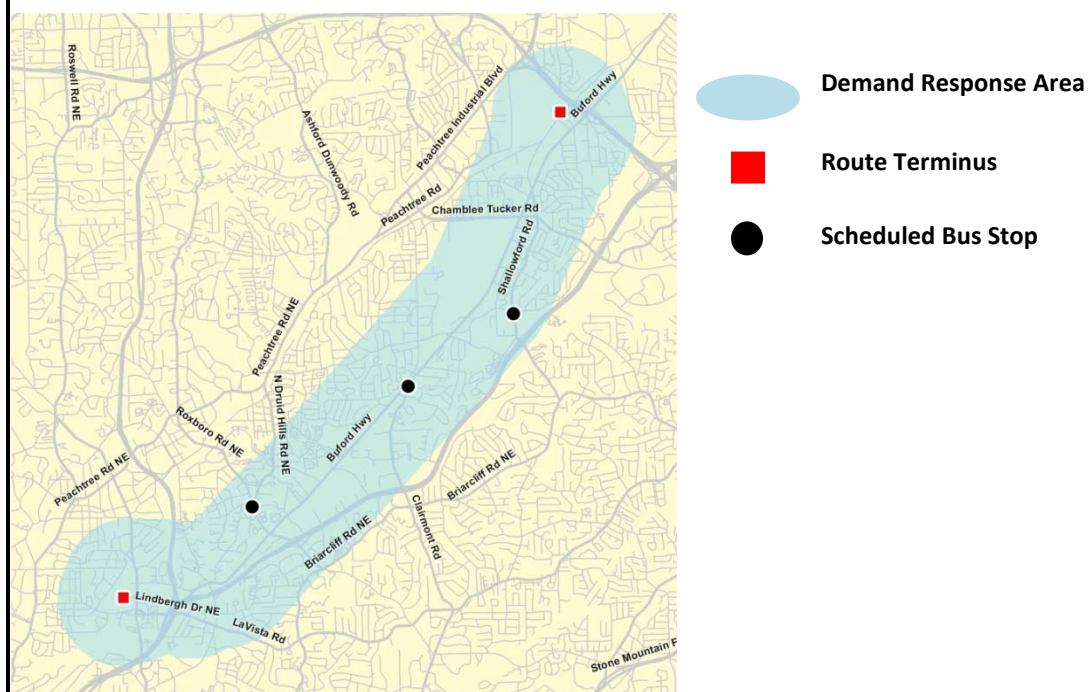 Roswell Rd NE
Ashford Dunwoody Rd
Peachtree Industrial Blvd
Buford Hwy
Peachtree Rd
Chamblee Tucker Rd
Shallowford Rd
Peachtree Rd NE
N Druid Hills Rd NE
Roxboro Rd NE
Buford Hwy
Peachtree Rd NE
Briarcliff Rd NE
Clairmont Rd
Briarcliff Rd NE
Lindbergh Dr NE
LaVista Rd
Stone Mountain F
Demand Response Area
Route Terminus
Scheduled Bus Stop